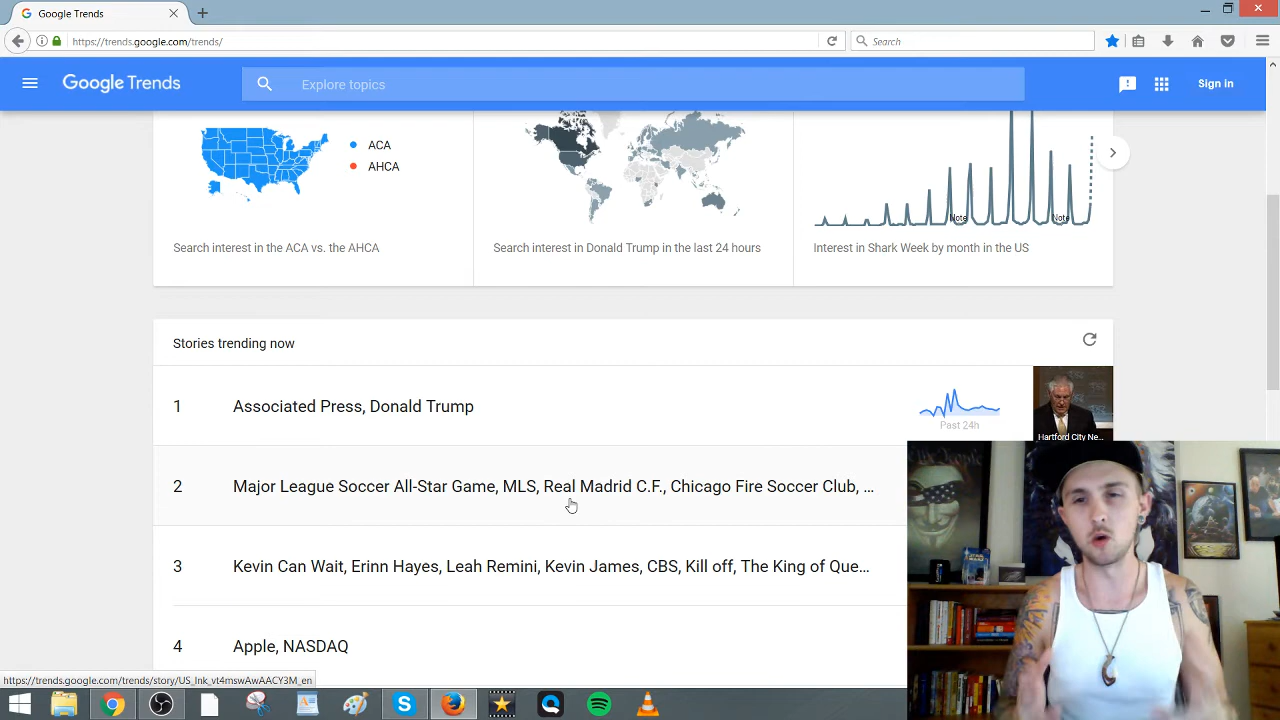 Google Trends
https://trends.google.com/trends/
Search
Google Trends
Explore topics
Sign in
ACA
AHCA
Note
Note
Search interest in the ACA vs. the AHCA
Search interest in Donald Trump in the last 24 hours
Interest in Shark Week by month in the US
Stories trending now
1
Associated Press, Donald Trump
Past 24h
Hartford City Ne...
2
Major League Soccer All-Star Game, MLS, Real Madrid C.F., Chicago Fire Soccer Club, ...
3
Kevin Can Wait, Erinn Hayes, Leah Remini, Kevin James, CBS, Kill off, The King of Que...
4
Apple, NASDAQ
https://trends.google.com/trends/story/US_lnk_vt4mswAwAACY3M_en